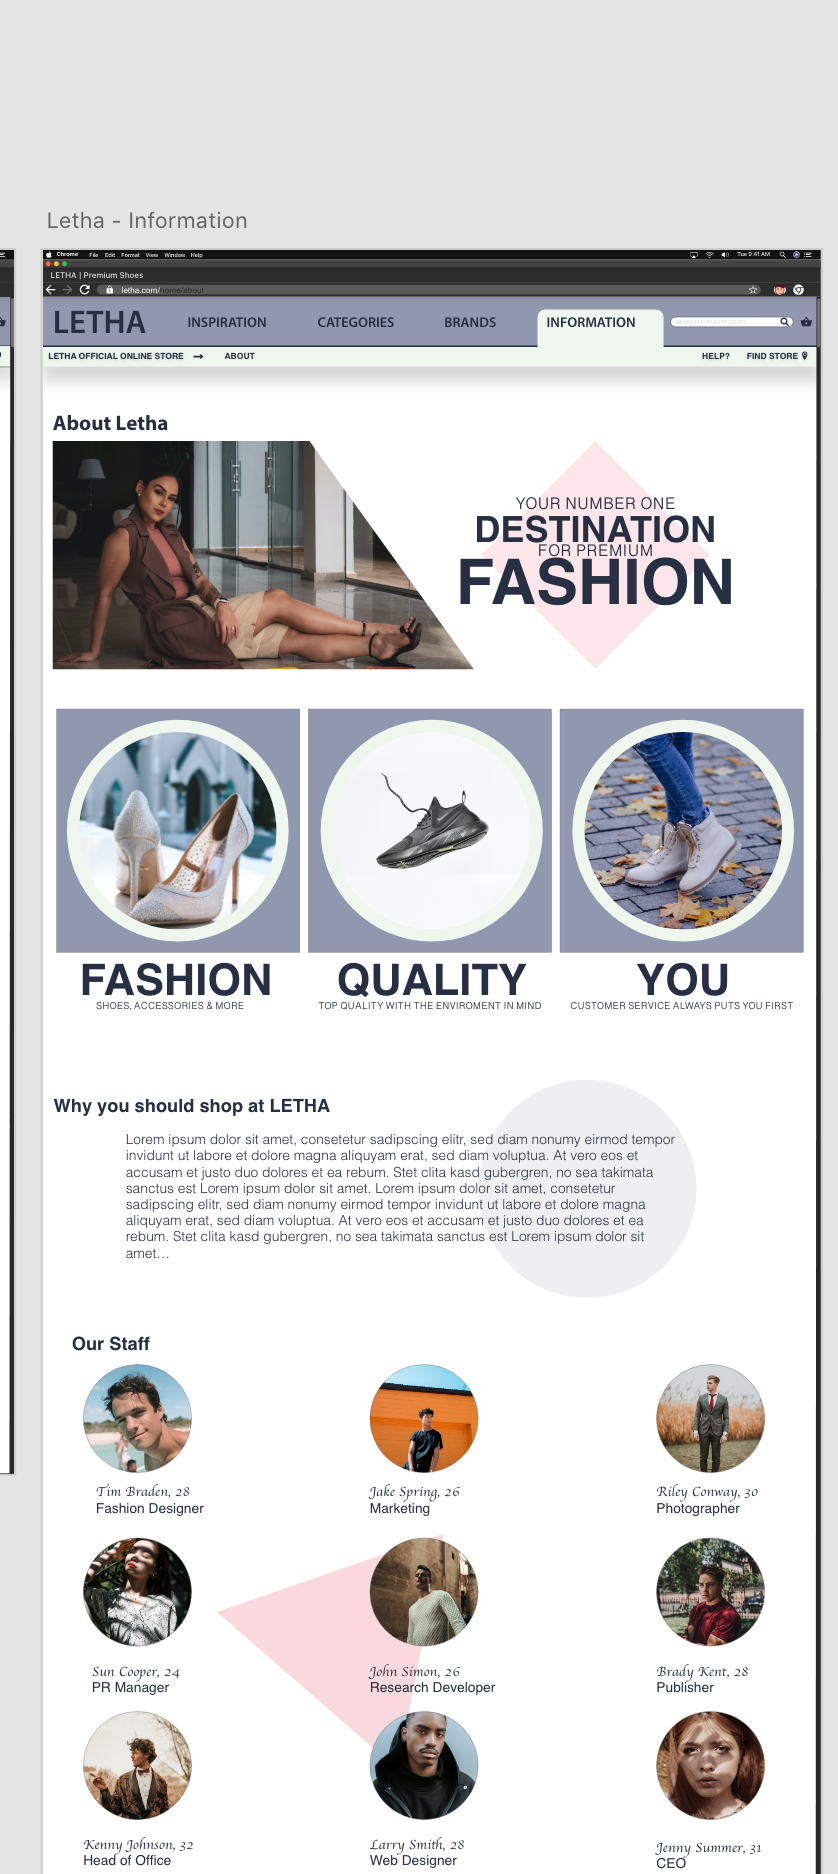 Letha - Information
Chrome File Edit Format View Window Help Tue 9:41 AM
LETHA | Premium Shoes
letha.com/home/about
LETHA INSPIRATION CATEGORIES BRANDS INFORMATION SEARCH FOR A PRODUCT
LETHA OFFICIAL ONLINE STORE → ABOUT HELP? FIND STORE
About Letha
YOUR NUMBER ONE
DESTINATION
FOR PREMIUM
FASHION
FASHION QUALITY YOU
SHOES, ACCESSORIES & MORE TOP QUALITY WITH THE ENVIROMENT IN MIND CUSTOMER SERVICE ALWAYS PUTS YOU FIRST
Why you should shop at LETHA
Lorem ipsum dolor sit amet, consetetur sadipscing elitr, sed diam nonumy eirmod tempor
invidunt ut labore et dolore magna aliquyam erat, sed diam voluptua. At vero eos et
accusam et justo duo dolores et ea rebum. Stet clita kasd gubergren, no sea takimata
sanctus est Lorem ipsum dolor sit amet. Lorem ipsum dolor sit amet, consetetur
sadipscing elitr, sed diam nonumy eirmod tempor invidunt ut labore et dolore magna
aliquyam erat, sed diam voluptua. At vero eos et accusam et justo duo dolores et ea
rebum. Stet clita kasd gubergren, no sea takimata sanctus est Lorem ipsum dolor sit
amet…
Our Staff
Tim Braden, 28 Jake Spring, 26 Riley Conway, 30
Fashion Designer Marketing Photographer
Sun Cooper, 24 John Simon, 26 Brady Kent, 28
PR Manager Research Developer Publisher
Kenny Johnson, 32 Larry Smith, 28 Jenny Summer, 31
Head of Office Web Designer CEO